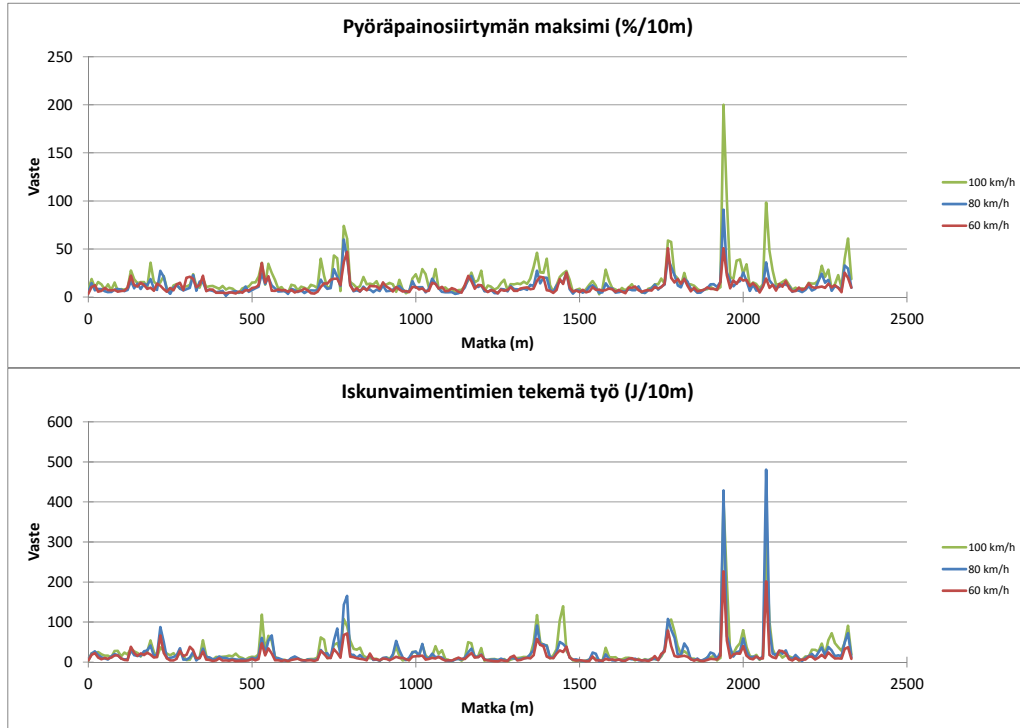 Pyöräpainosiirtymän maksimi (%/10m)
250
200
150
100
50
0
Vaste
0 500 1000 1500 2000 2500
Matka (m)
100 km/h
80 km/h
60 km/h
Iskunvaimentimien tekemä työ (J/10m)
600
500
400
300
200
100
0
Vaste
0 500 1000 1500 2000 2500
Matka (m)
100 km/h
80 km/h
60 km/h